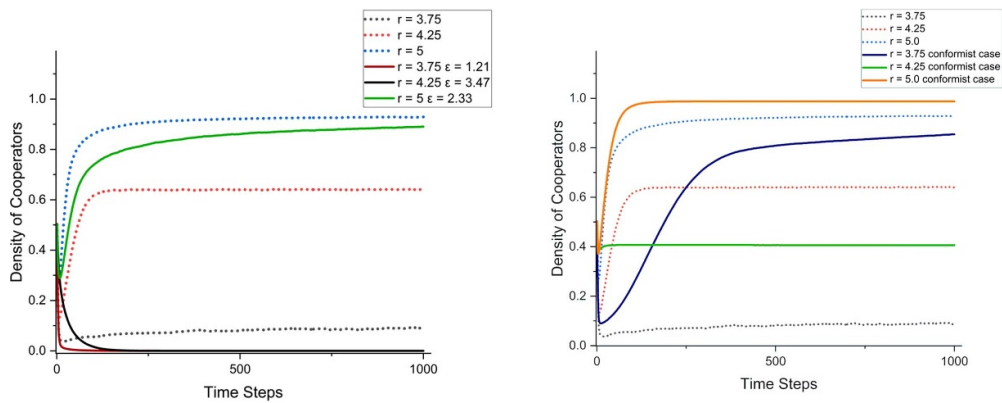 r = 3.75
r = 4.25
r = 5
r = 3.75 ε = 1.21
r = 4.25 ε = 3.47
r = 5 ε = 2.33
1.0
0.8
0.6
0.4
0.2
0.0
Density of Cooperators
0
500
1000
Time Steps
r = 3.75
r = 4.25
r = 5.0
r = 3.75 conformist case
r = 4.25 conformist case
r = 5.0 conformist case
1.0
0.8
0.6
0.4
0.2
0.0
Density of Cooperators
0
500
1000
Time Steps